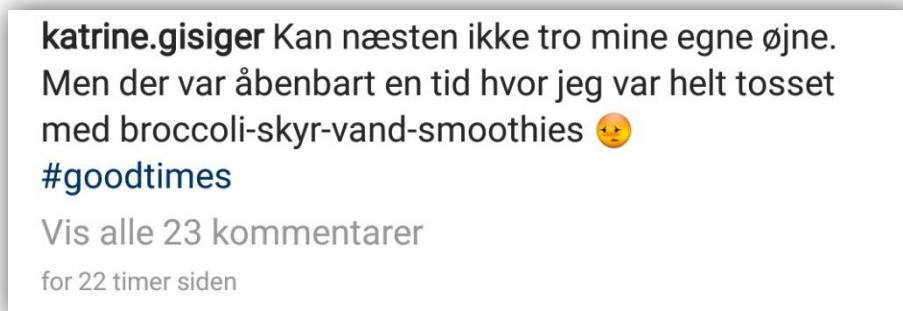 katrine.gisiger Kan næsten ikke tro mine egne øjne.
Men der var åbenbart en tid hvor jeg var helt tosset
med broccoli-skyr-vand-smoothies 😳
#goodtimes
Vis alle 23 kommentarer
for 22 timer siden